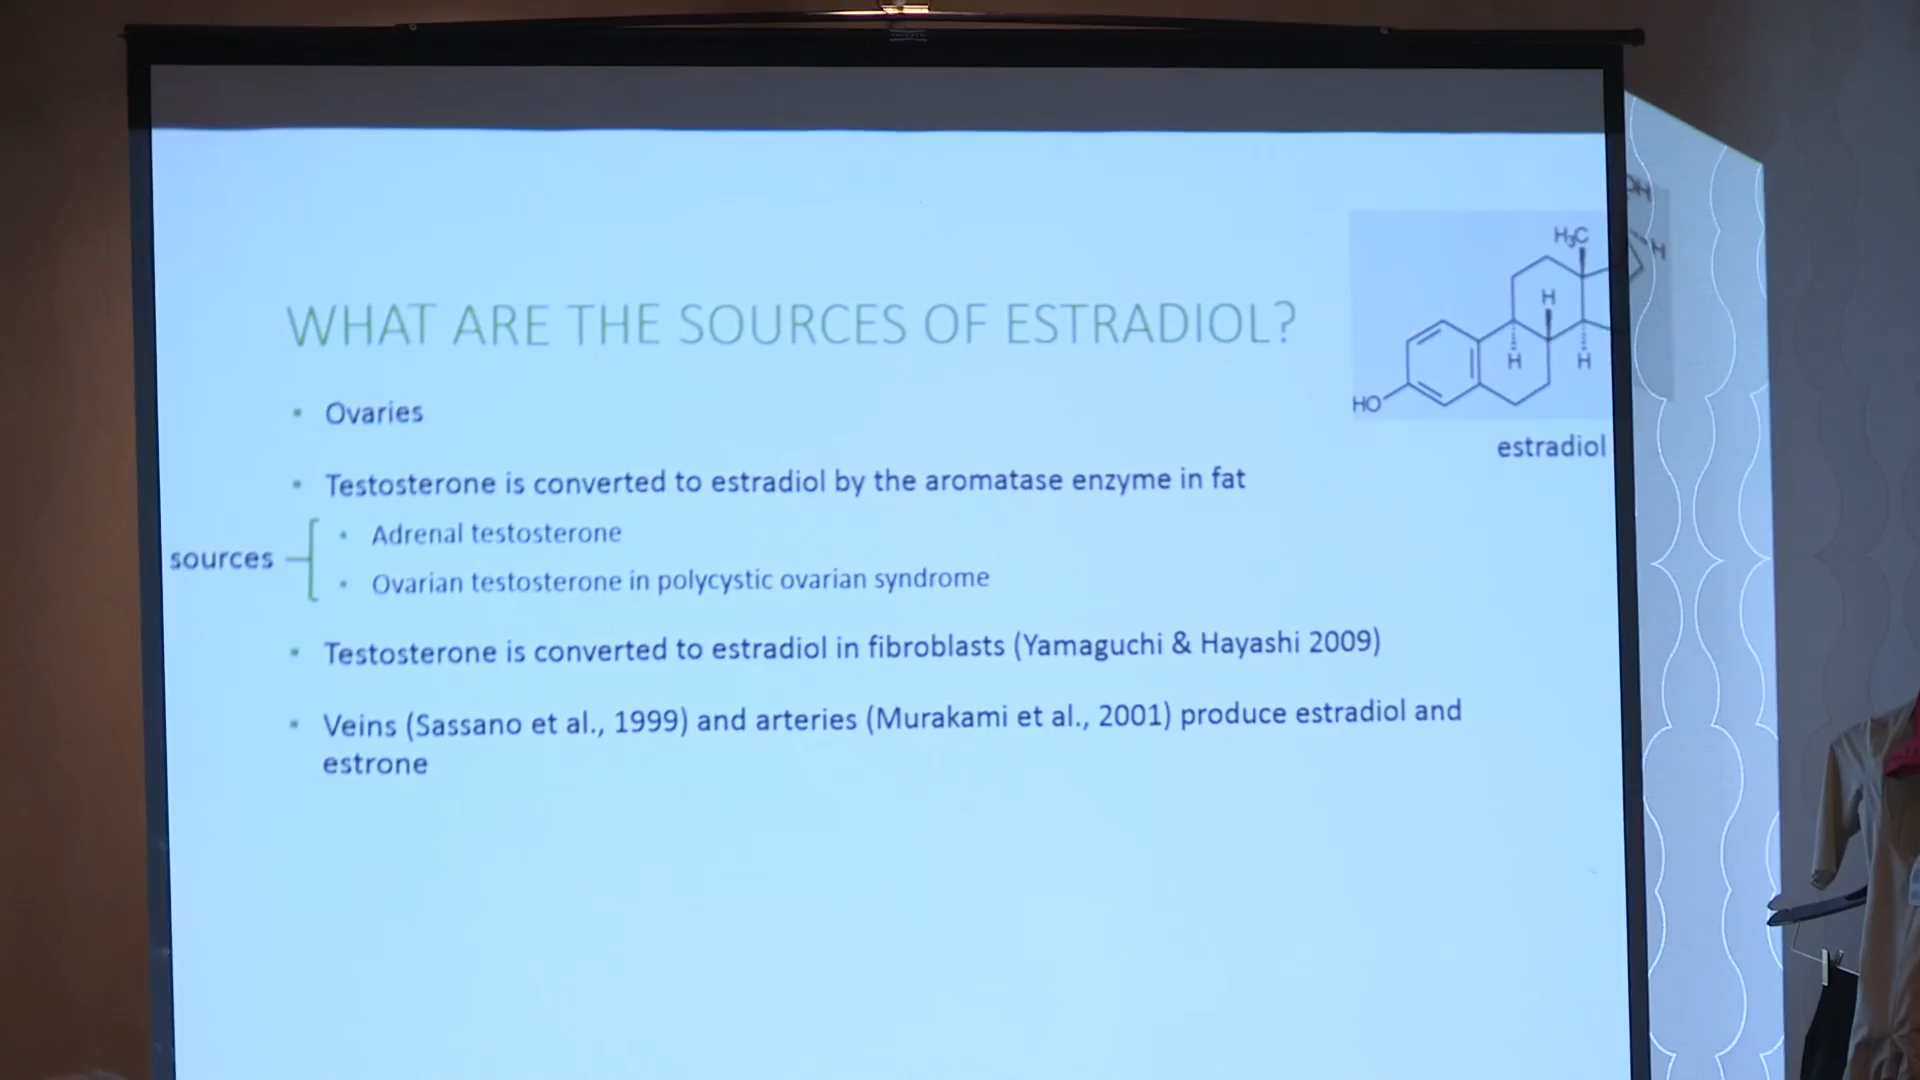 H₃C
OH
H
H
H
H
HO
estradiol
WHAT ARE THE SOURCES OF ESTRADIOL?
▪ Ovaries
▪ Testosterone is converted to estradiol by the aromatase enzyme in fat
sources
• Adrenal testosterone
• Ovarian testosterone in polycystic ovarian syndrome
▪ Testosterone is converted to estradiol in fibroblasts (Yamaguchi & Hayashi 2009)
▪ Veins (Sassano et al., 1999) and arteries (Murakami et al., 2001) produce estradiol and
estrone